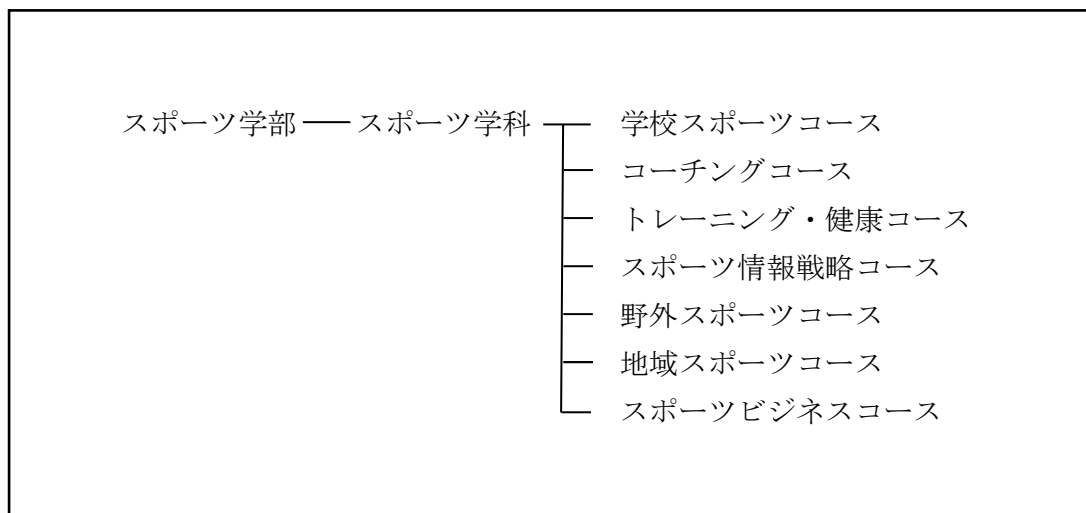 スポーツ学部 スポーツ学科 学校スポーツコース
コーチングコース
トレーニング・健康コース
スポーツ情報戦略コース
野外スポーツコース
地域スポーツコース
スポーツビジネスコース